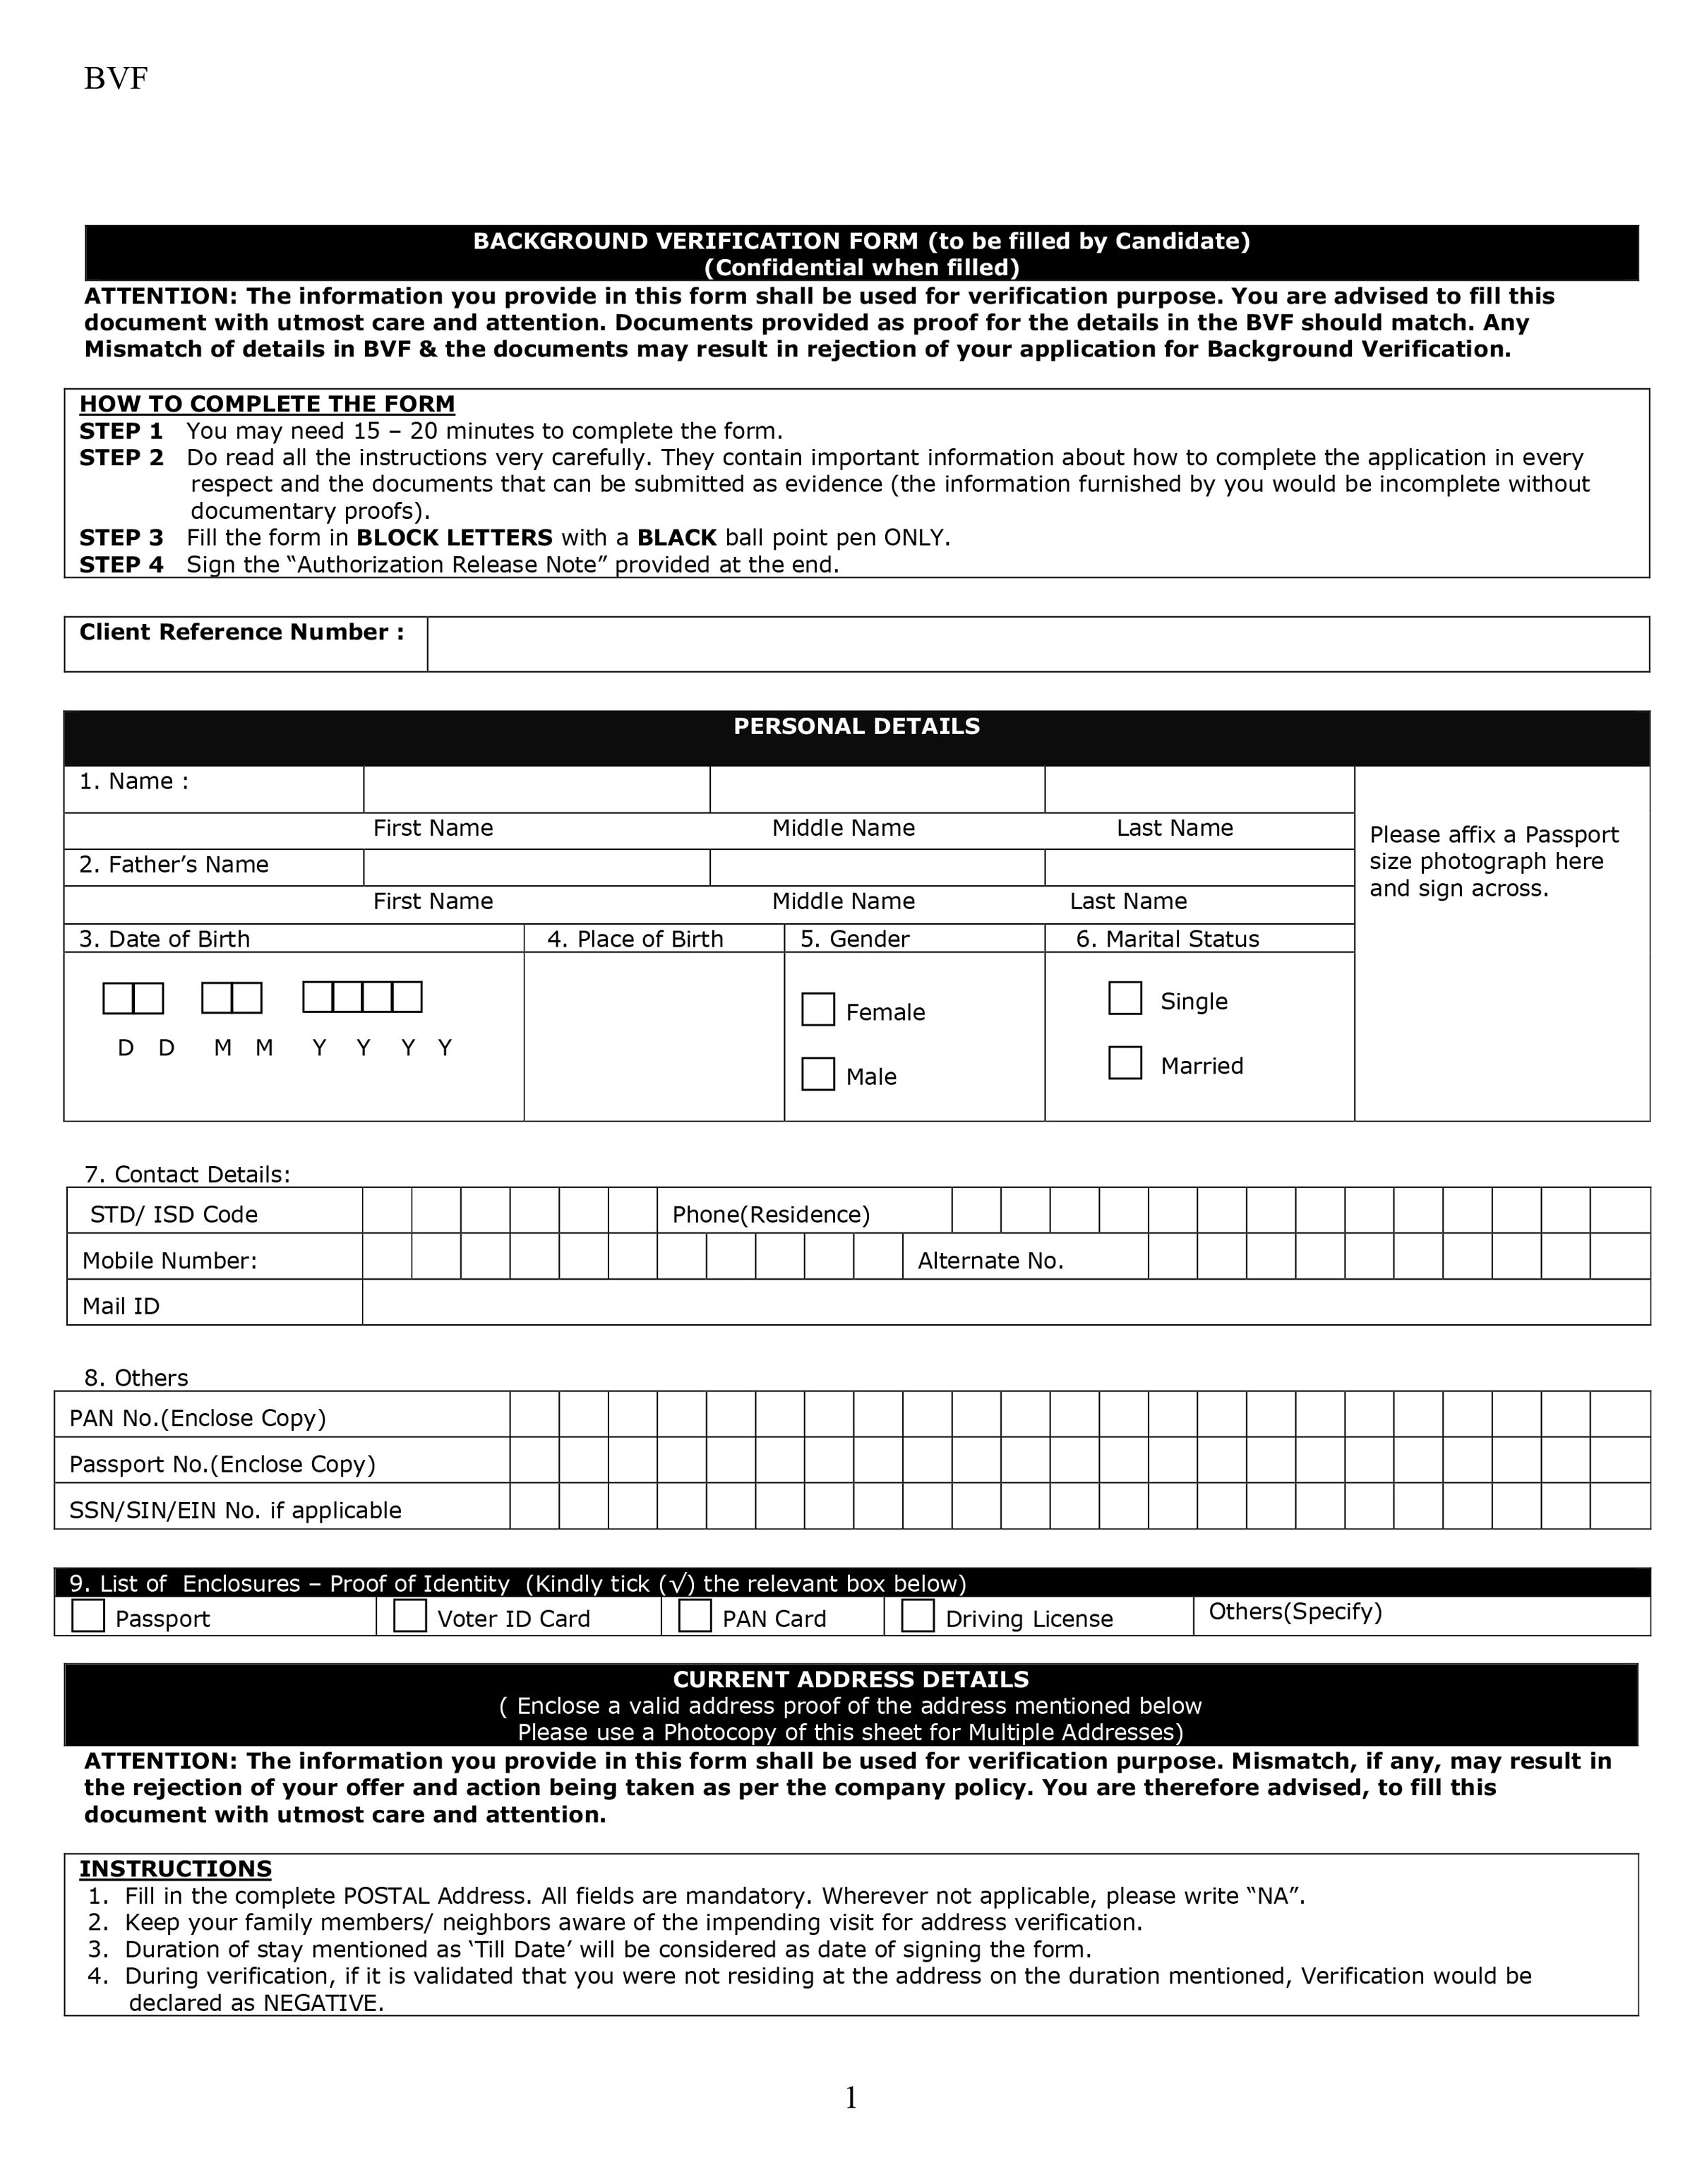 BVF
BACKGROUND VERIFICATION FORM (to be filled by Candidate)
(Confidential when filled)
ATTENTION: The information you provide in this form shall be used for verification purpose. You are advised to fill this
document with utmost care and attention. Documents provided as proof for the details in the BVF should match. Any
Mismatch of details in BVF & the documents may result in rejection of your application for Background Verification.
HOW TO COMPLETE THE FORM
STEP 1 You may need 15 – 20 minutes to complete the form.
STEP 2 Do read all the instructions very carefully. They contain important information about how to complete the application in every
respect and the documents that can be submitted as evidence (the information furnished by you would be incomplete without
documentary proofs).
STEP 3 Fill the form in BLOCK LETTERS with a BLACK ball point pen ONLY.
STEP 4 Sign the “Authorization Release Note” provided at the end.
Client Reference Number :
PERSONAL DETAILS
1. Name :
First Name Middle Name Last Name
Please affix a Passport
size photograph here
and sign across.
2. Father’s Name
First Name Middle Name Last Name
3. Date of Birth 4. Place of Birth 5. Gender 6. Marital Status
Female Single
D D M M Y Y Y Y
Male Married
7. Contact Details:
STD/ ISD Code Phone(Residence)
Mobile Number: Alternate No.
Mail ID
8. Others
PAN No.(Enclose Copy)
Passport No.(Enclose Copy)
SSN/SIN/EIN No. if applicable
9. List of Enclosures – Proof of Identity (Kindly tick (√) the relevant box below)
Passport Voter ID Card PAN Card Driving License Others(Specify)
CURRENT ADDRESS DETAILS
( Enclose a valid address proof of the address mentioned below
Please use a Photocopy of this sheet for Multiple Addresses)
ATTENTION: The information you provide in this form shall be used for verification purpose. Mismatch, if any, may result in
the rejection of your offer and action being taken as per the company policy. You are therefore advised, to fill this
document with utmost care and attention.
INSTRUCTIONS
1. Fill in the complete POSTAL Address. All fields are mandatory. Wherever not applicable, please write “NA”.
2. Keep your family members/ neighbors aware of the impending visit for address verification.
3. Duration of stay mentioned as ‘Till Date’ will be considered as date of signing the form.
4. During verification, if it is validated that you were not residing at the address on the duration mentioned, Verification would be
declared as NEGATIVE.
1